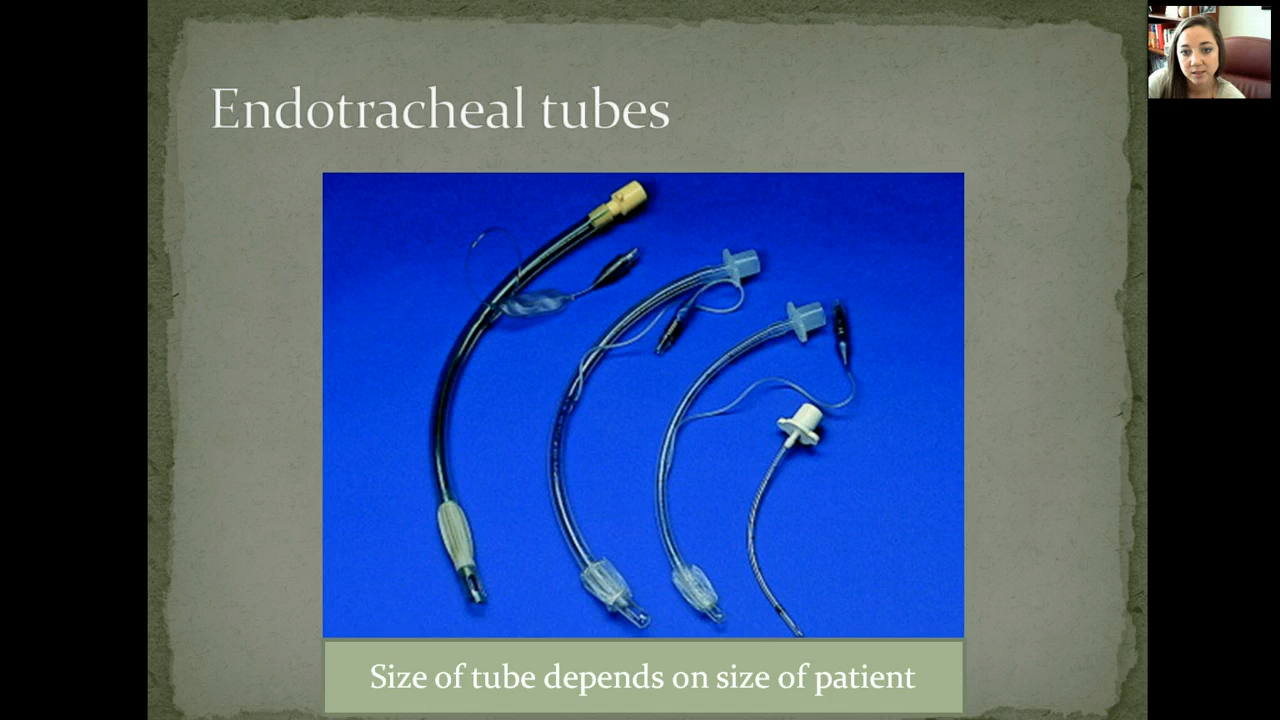 Endotracheal tubes
Size of tube depends on size of patient